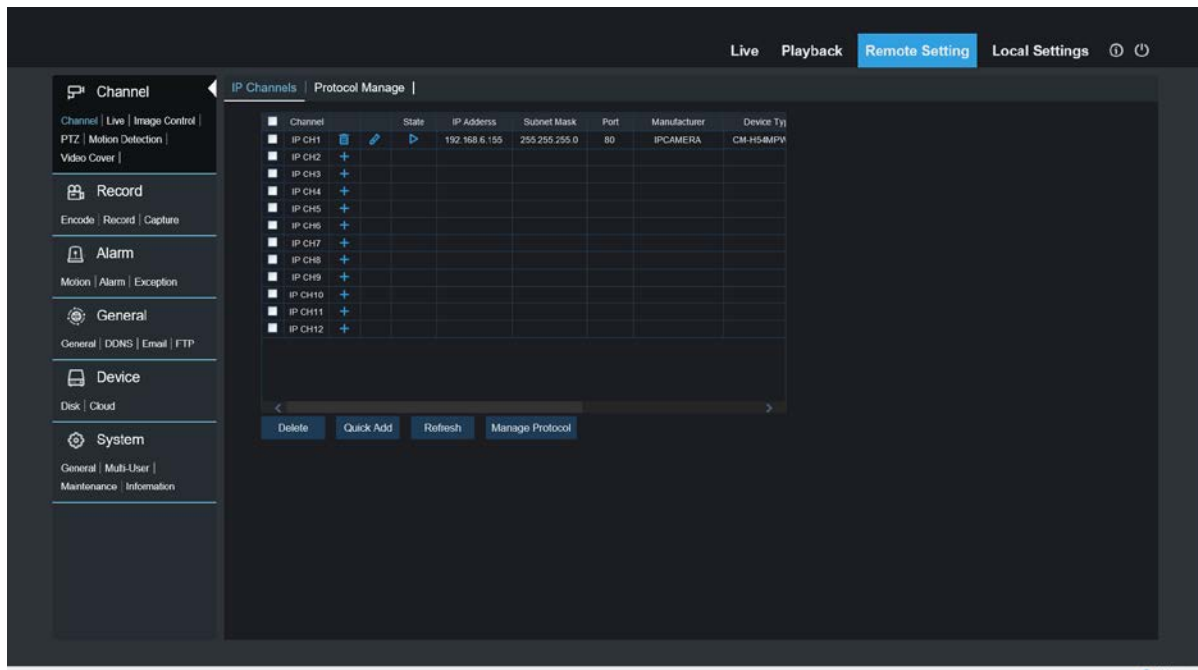 Live Playback Remote Setting Local Settings
Channel
Channel | Live | Image Control |
PTZ | Motion Detection |
Video Cover |
Record
Encode | Record | Capture
Alarm
Motion | Alarm | Exception
General
General | DDNS | Email | FTP
Device
Disk | Cloud
System
General | Multi-User |
Maintenance | Information
IP Channels | Protocol Manage |
Channel State IP Adderss Subnet Mask Port Manufacturer Device Typ
IP CH1 192.168.6.155 255.255.255.0 80 IPCAMERA CM-H54MPW
IP CH2 +
IP CH3 +
IP CH4 +
IP CH5 +
IP CH6 +
IP CH7 +
IP CH8 +
IP CH9 +
IP CH10 +
IP CH11 +
IP CH12 +
Delete Quick Add Refresh Manage Protocol